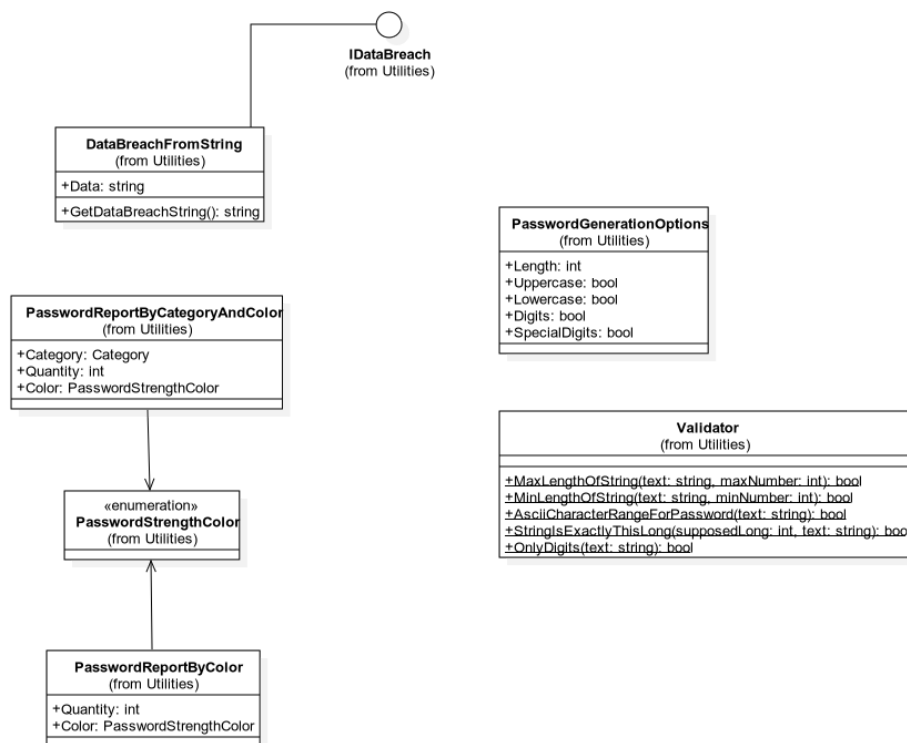 IDataBreach
(from Utilities)
DataBreachFromString
(from Utilities)
+Data: string
+GetDataBreachString(): string
PasswordGenerationOptions
(from Utilities)
+Length: int
+Uppercase: bool
+Lowercase: bool
+Digits: bool
+SpecialDigits: bool
PasswordReportByCategoryAndColor
(from Utilities)
+Category: Category
+Quantity: int
+Color: PasswordStrengthColor
Validator
(from Utilities)
+MaxLengthOfString(text: string, maxNumber: int): bool
+MinLengthOfString(text: string, minNumber: int): bool
+AsciiCharacterRangeForPassword(text: string): bool
+StringIsExactlyThisLong(supposedLong: int, text: string): boo
+OnlyDigits(text: string): bool
«enumeration»
PasswordStrengthColor
(from Utilities)
PasswordReportByColor
(from Utilities)
+Quantity: int
+Color: PasswordStrengthColor